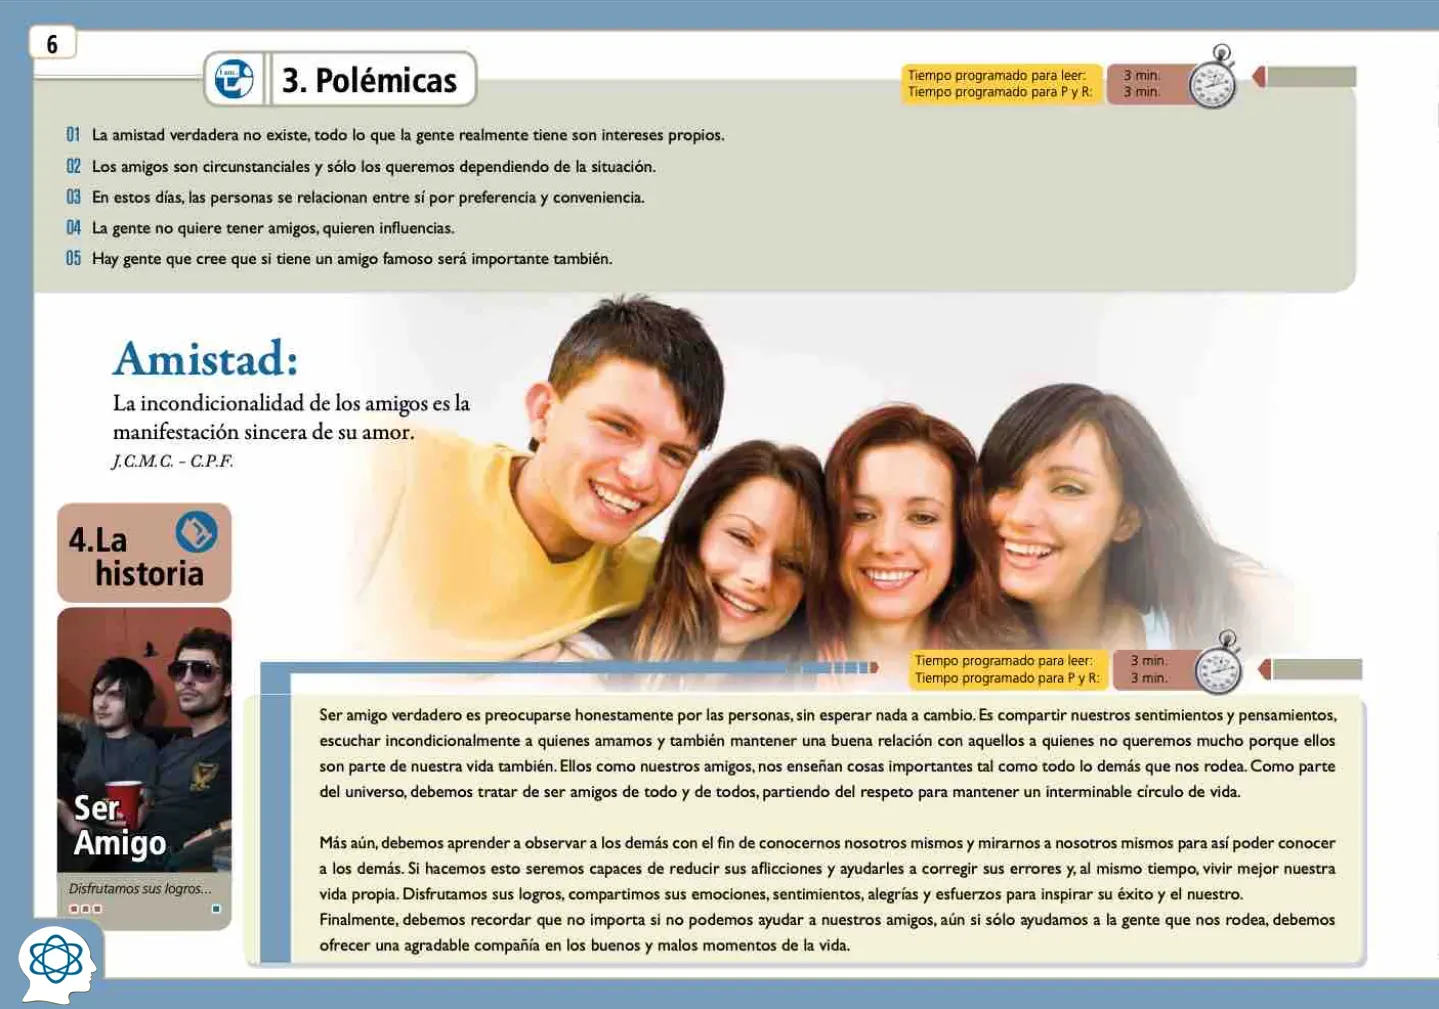 6
3. Polémicas
Tiempo programado para leer: 3 min.
Tiempo programado para P y R: 3 min.
01 La amistad verdadera no existe, todo lo que la gente realmente tiene son intereses propios.
02 Los amigos son circunstanciales y sólo los queremos dependiendo de la situación.
03 En estos días, las personas se relacionan entre sí por preferencia y conveniencia.
04 La gente no quiere tener amigos, quieren influencias.
05 Hay gente que cree que si tiene un amigo famoso será importante también.
Amistad:
La incondicionalidad de los amigos es la
manifestación sincera de su amor.
J.C.M.C. - C.P.F.
4.La
historia
Ser
Amigo
Disfrutamos sus logros...
Tiempo programado para leer: 3 min.
Tiempo programado para P y R: 3 min.
Ser amigo verdadero es preocuparse honestamente por las personas, sin esperar nada a cambio. Es compartir nuestros sentimientos y pensamientos,
escuchar incondicionalmente a quienes amamos y también mantener una buena relación con aquellos a quienes no queremos mucho porque ellos
son parte de nuestra vida también. Ellos como nuestros amigos, nos enseñan cosas importantes tal como todo lo demás que nos rodea. Como parte
del universo, debemos tratar de ser amigos de todo y de todos, partiendo del respeto para mantener un interminable círculo de vida.
Más aún, debemos aprender a observar a los demás con el fin de conocernos nosotros mismos y mirarnos a nosotros mismos para así poder conocer
a los demás. Si hacemos esto seremos capaces de reducir sus aflicciones y ayudarles a corregir sus errores y, al mismo tiempo, vivir mejor nuestra
vida propia. Disfrutamos sus logros, compartimos sus emociones, sentimientos, alegrías y esfuerzos para inspirar su éxito y el nuestro.
Finalmente, debemos recordar que no importa si no podemos ayudar a nuestros amigos, aún si sólo ayudamos a la gente que nos rodea, debemos
ofrecer una agradable compañía en los buenos y malos momentos de la vida.